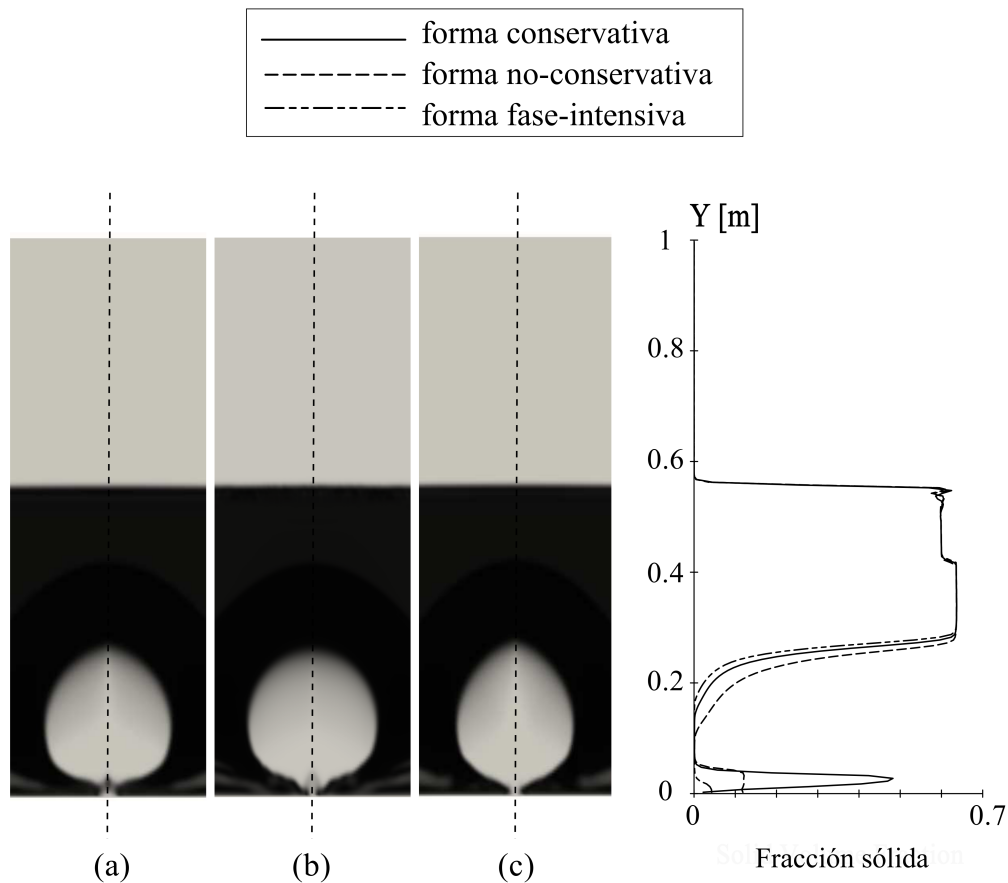 forma conservativa
forma no-conservativa
forma fase-intensiva
Y [m]
1
0.8
0.6
0.4
0.2
0
0 0.7
Fracción sólida
(a) (b) (c)